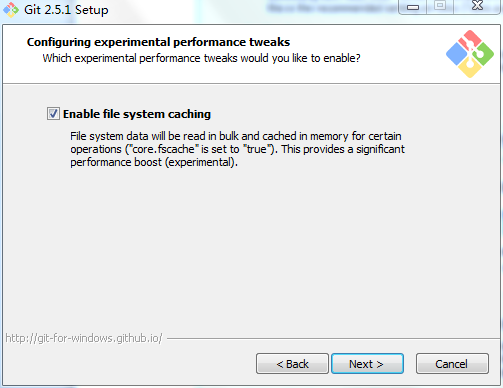 Git 2.5.1 Setup
Configuring experimental performance tweaks
Which experimental performance tweaks would you like to enable?
Enable file system caching
File system data will be read in bulk and cached in memory for certain
operations ("core.fscache" is set to "true"). This provides a significant
performance boost (experimental).
http://git-for-windows.github.io/
< Back
Next >
Cancel